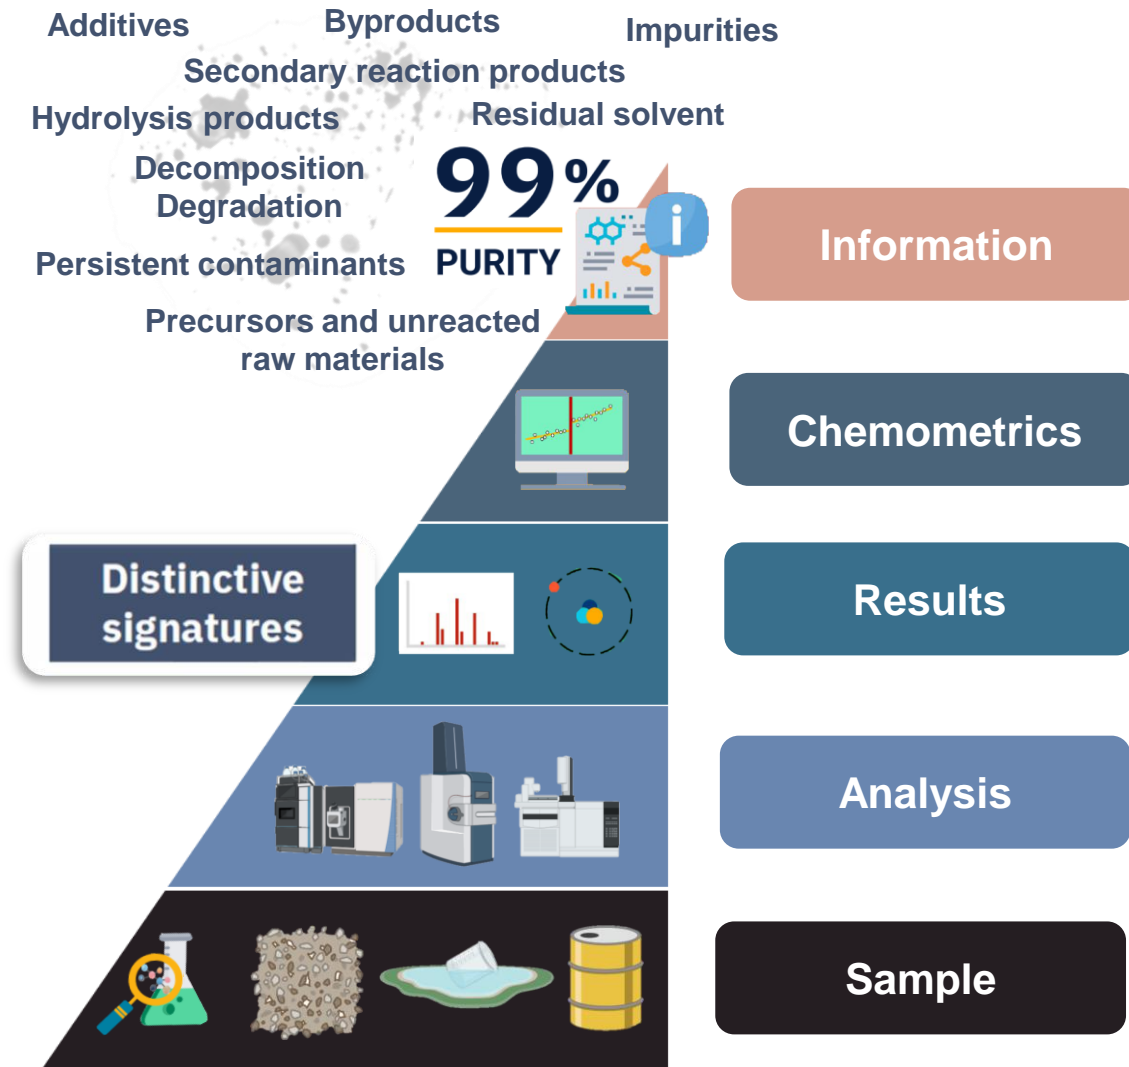 Additives
Byproducts
Impurities
Secondary reaction products
Hydrolysis products
Residual solvent
Decomposition
Degradation
99%
PURITY
Persistent contaminants
Precursors and unreacted
raw materials
i
Information
Chemometrics
Distinctive
signatures
Results
Analysis
Sample